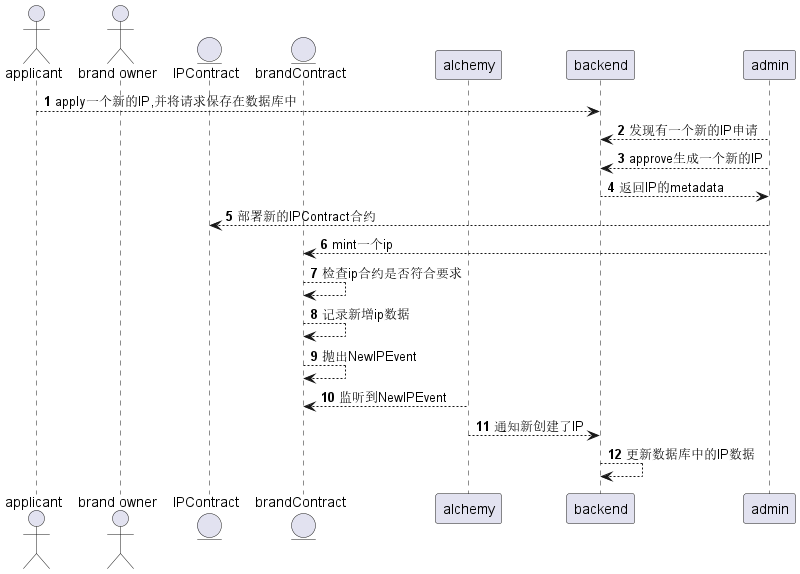 applicant
brand owner
IPContract
brandContract
alchemy
backend
admin
1 apply一个新的IP,并将请求保存在数据库中
2 发现有一个新的IP申请
3 approve生成一个新的IP
4 返回IP的metadata
5 部署新的IPContract合约
6 mint一个ip
7 检查ip合约是否符合要求
8 记录新增ip数据
9 抛出NewIPEvent
10 监听到NewIPEvent
11 通知新创建了IP
12 更新数据库中的IP数据
applicant
brand owner
IPContract
brandContract
alchemy
backend
admin